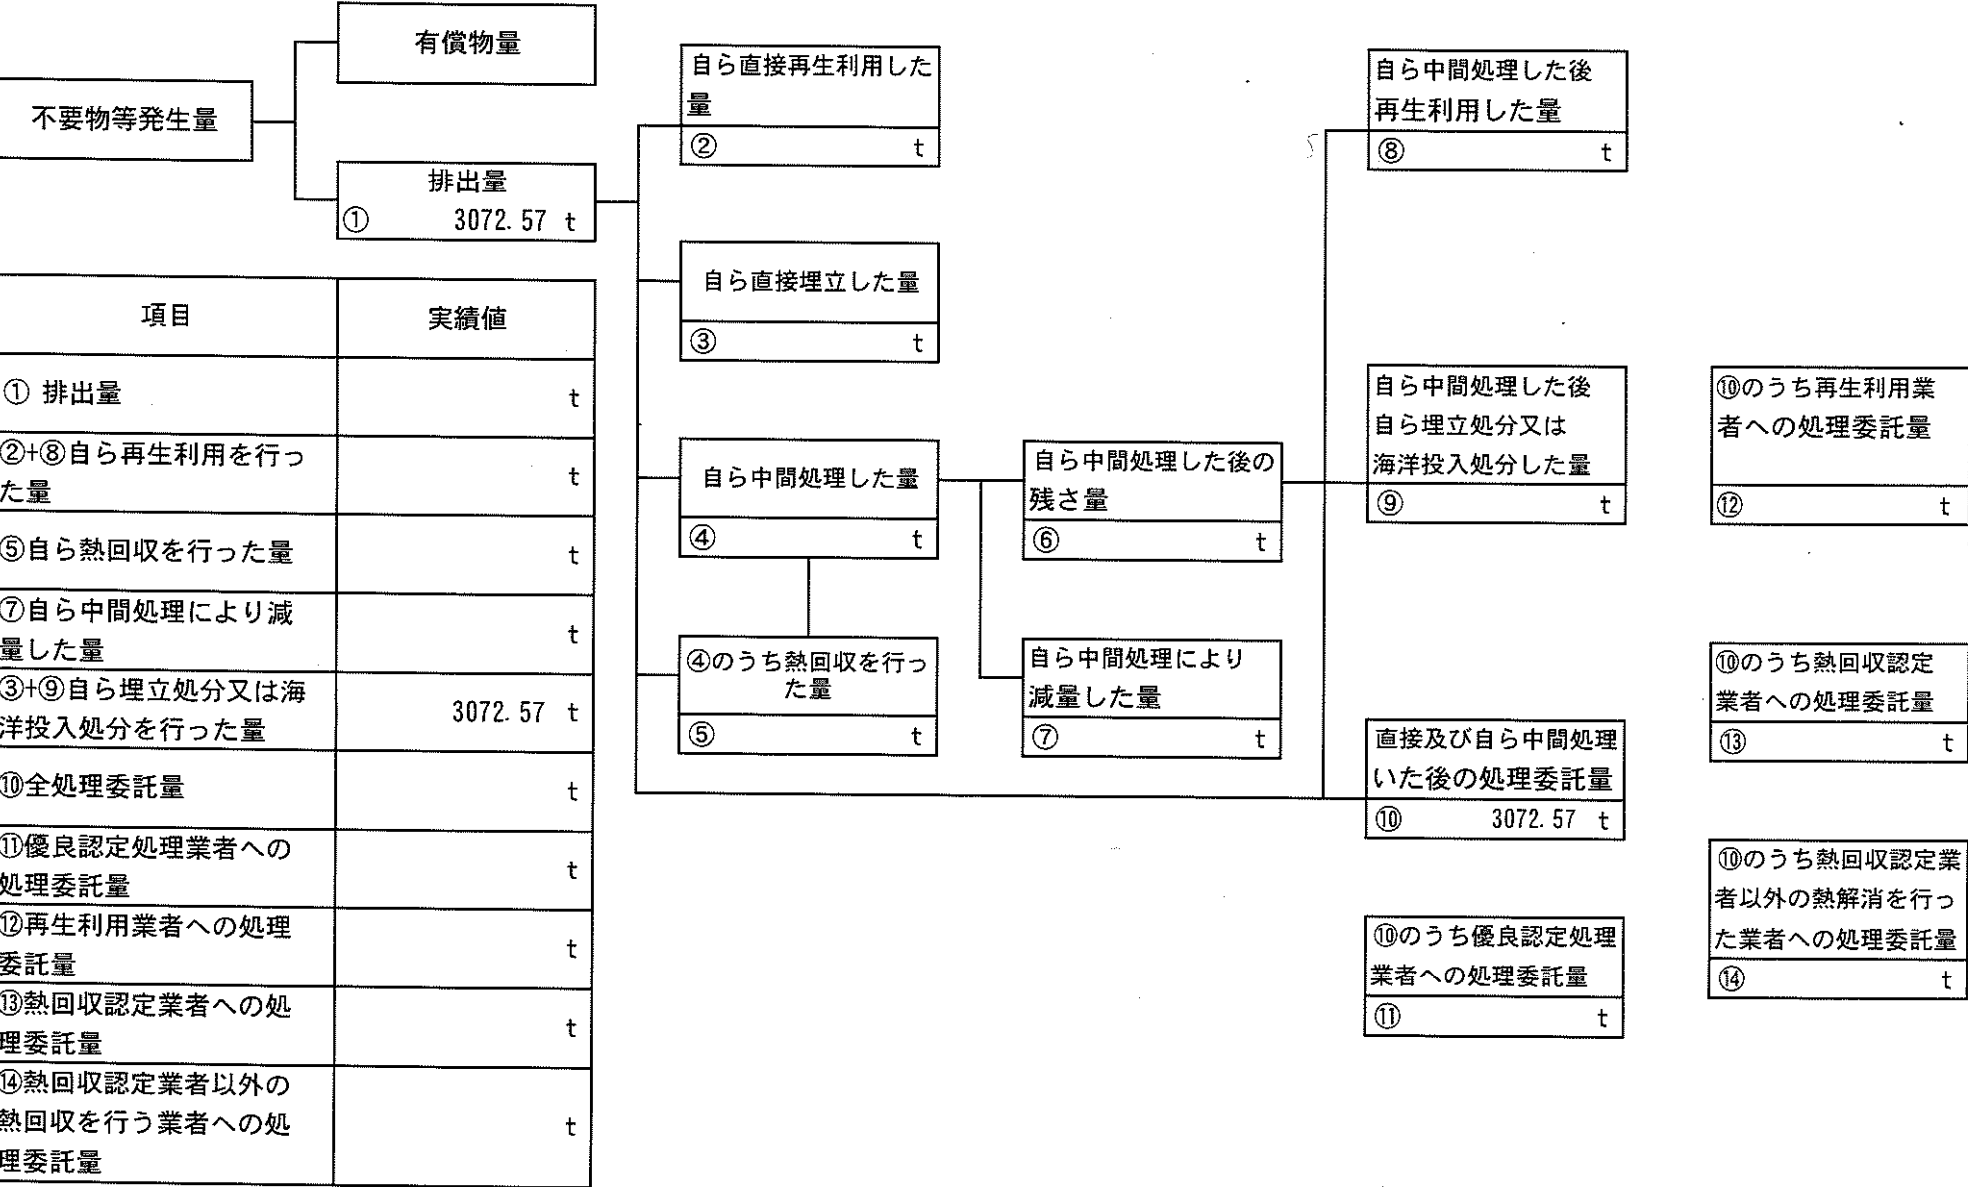 不要物等発生量
有償物量
排出量
① 3072.57 t
自ら直接再生利用した
量
② t
自ら直接埋立した量
③ t
自ら中間処理した量
④ t
④のうち熱回収を行っ
た量
⑤ t
自ら中間処理した後の
残さ量
⑥ t
自ら中間処理により
減量した量
⑦ t
自ら中間処理した後
再生利用した量
⑧ t
自ら中間処理した後
自ら埋立処分又は
海洋投入処分した量
⑨ t
直接及び自ら中間処理
いた後の処理委託量
⑩ 3072.57 t
⑩のうち優良認定処理
業者への処理委託量
⑪ t
⑩のうち再生利用業
者への処理委託量
⑫ t
⑩のうち熱回収認定
業者への処理委託量
⑬ t
⑩のうち熱回収認定業
者以外の熱解消を行っ
た業者への処理委託量
⑭ t
項目 実績値
① 排出量 t
②+⑧自ら再生利用を行っ
た量 t
⑤自ら熱回収を行った量 t
⑦自ら中間処理により減
量した量 t
③+⑨自ら埋立処分又は海
洋投入処分を行った量 3072.57 t
⑩全処理委託量 t
⑪優良認定処理業者への
処理委託量 t
⑫再生利用業者への処理
委託量 t
⑬熱回収認定業者への処
理委託量 t
⑭熱回収認定業者以外の
熱回収を行う業者への処
理委託量 t